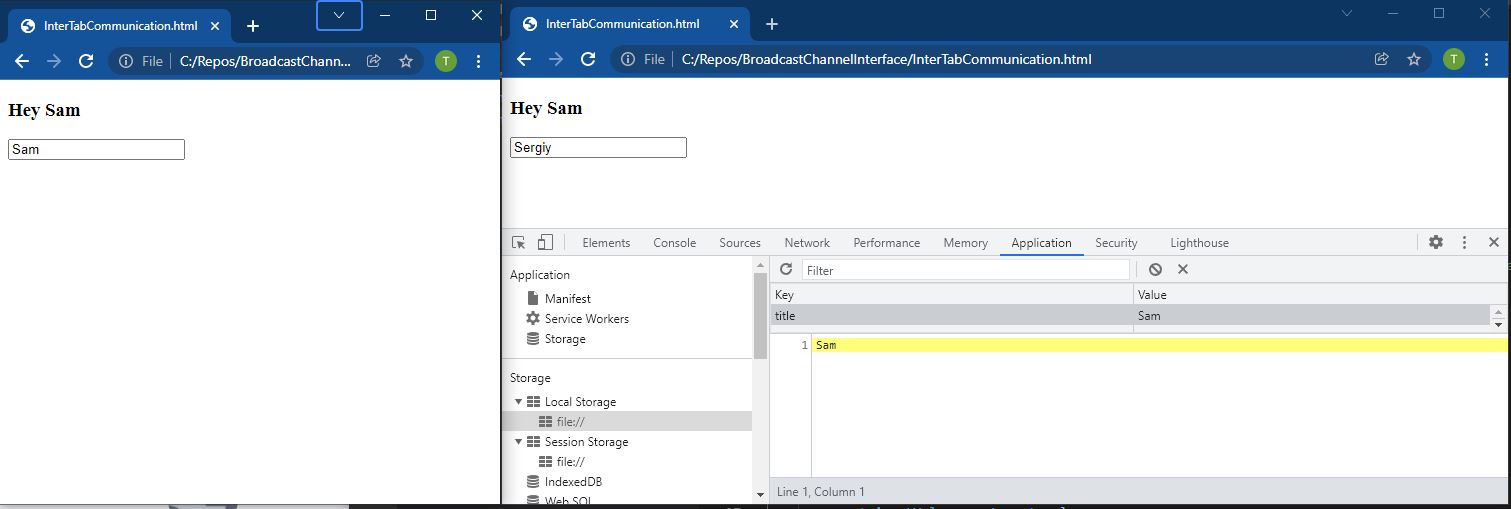 InterTabCommunication.html
File C:/Repos/BroadcastChann... T
Hey Sam
Sam
InterTabCommunication.html
File C:/Repos/BroadcastChannelInterface/InterTabCommunication.html T
Hey Sam
Sergiy
Elements Console Sources Network Performance Memory Application Security Lighthouse
Application
Manifest
Service Workers
Storage
Storage
Local Storage
file://
Session Storage
file://
IndexedDB
Web SQL
Filter
Key Value
title Sam
1 Sam
Line 1, Column 1